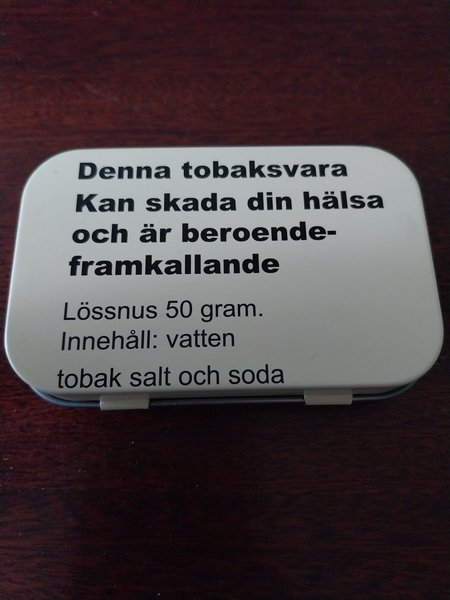 Denna tobaksvara
Kan skada din hälsa
och är beroende-
framkallande
Lössnus 50 gram.
Innehåll: vatten
tobak salt och soda